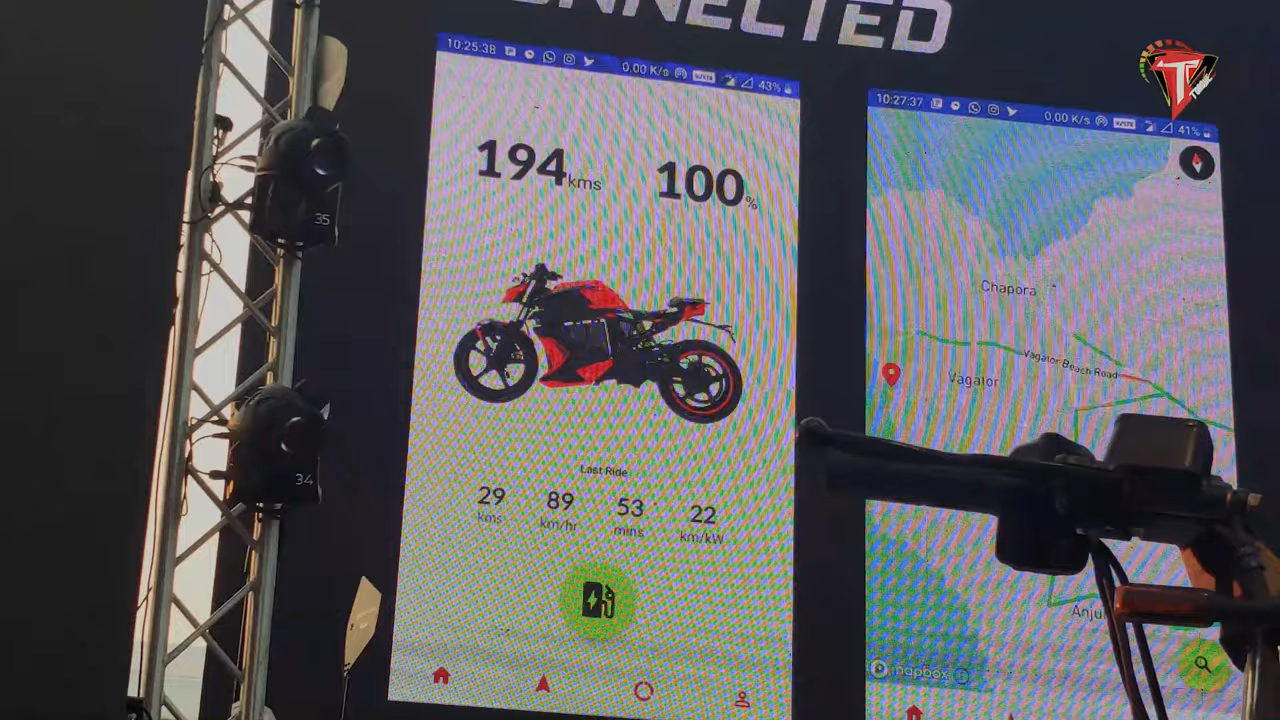 CONNECTED
10:25:38
0.00 K/s
43%
194kms
100%
Last Ride
29
kms
89
km/hr
53
mins
22
km/kW
10:27:37
0.00 K/s
41%
Chapora
Vagator Beach Road
Vagator
Anju
mapbox
35
34